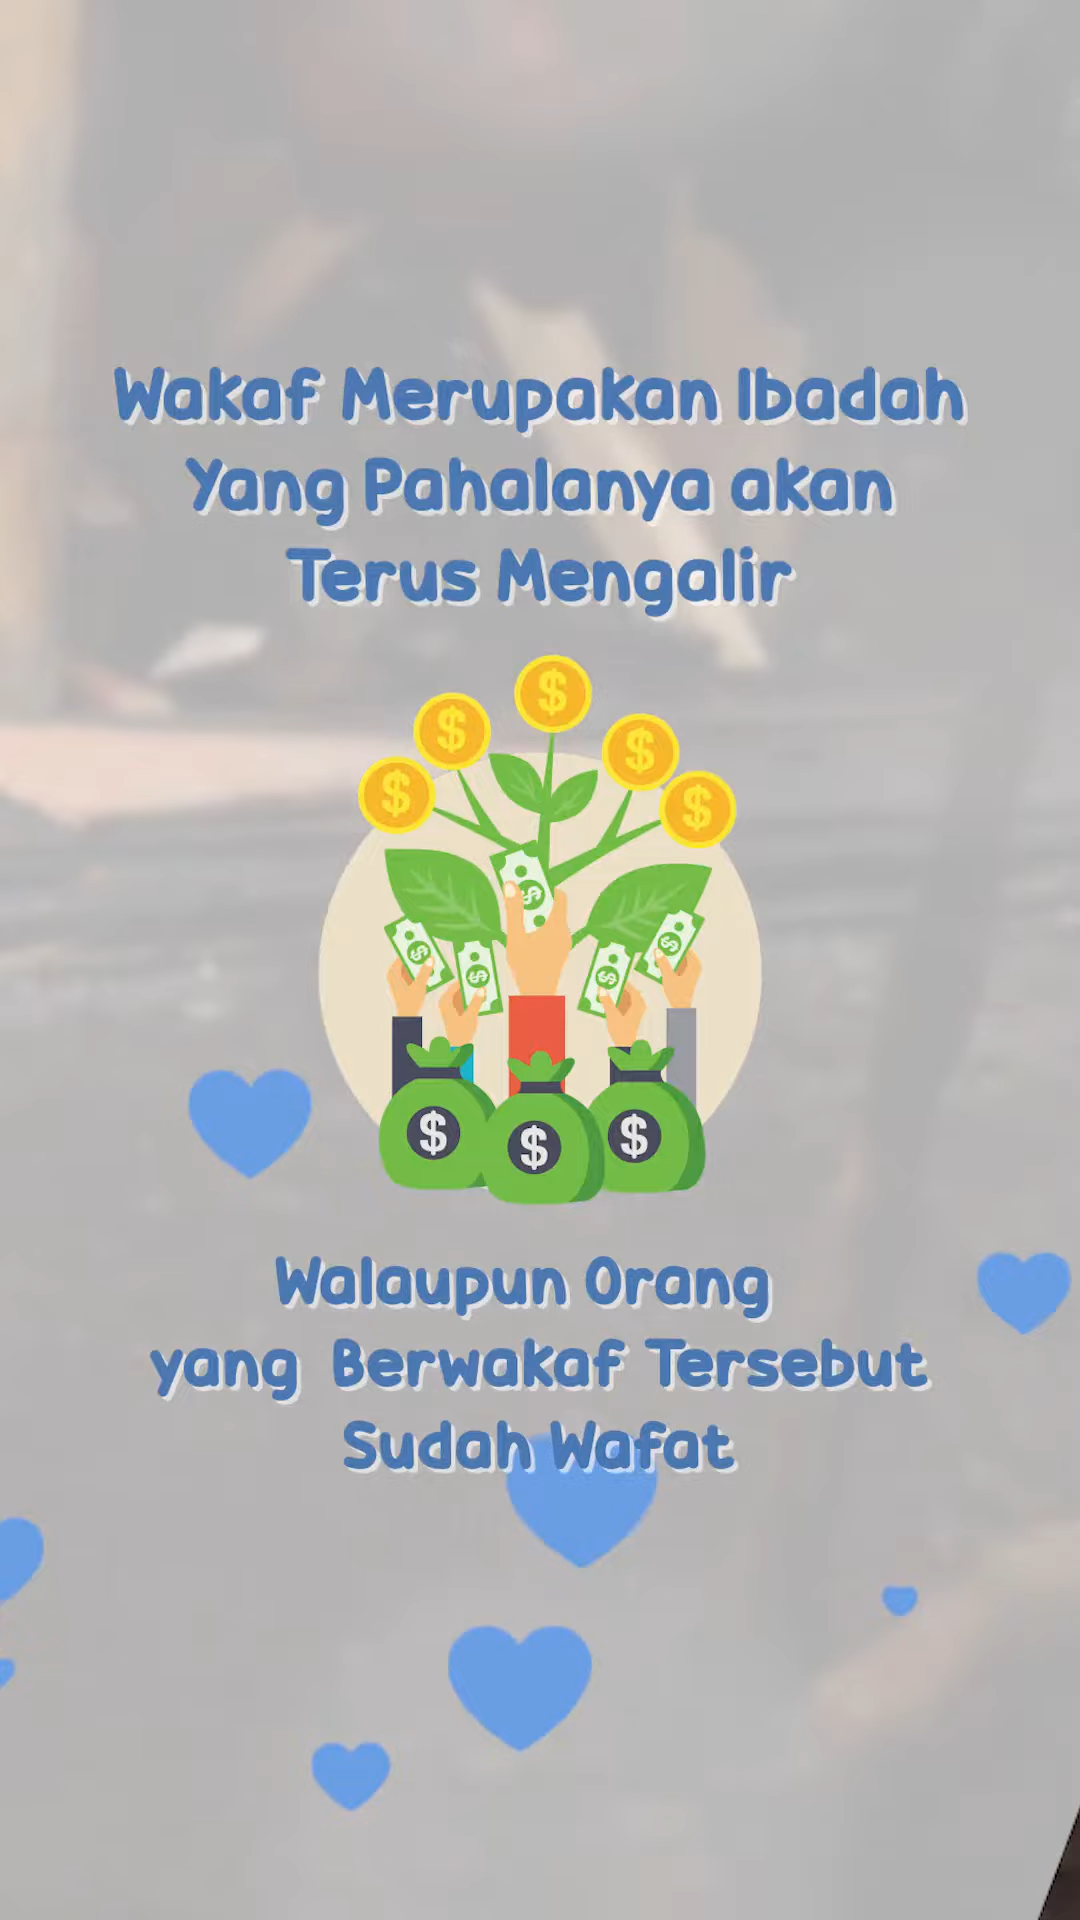 Wakaf Merupakan Ibadah
Yang Pahalanya akan
Terus Mengalir
$
$
$
$
$
$
$
$
$
$
$
$
$
Walaupun Orang
yang Berwakaf Tersebut
Sudah Wafat